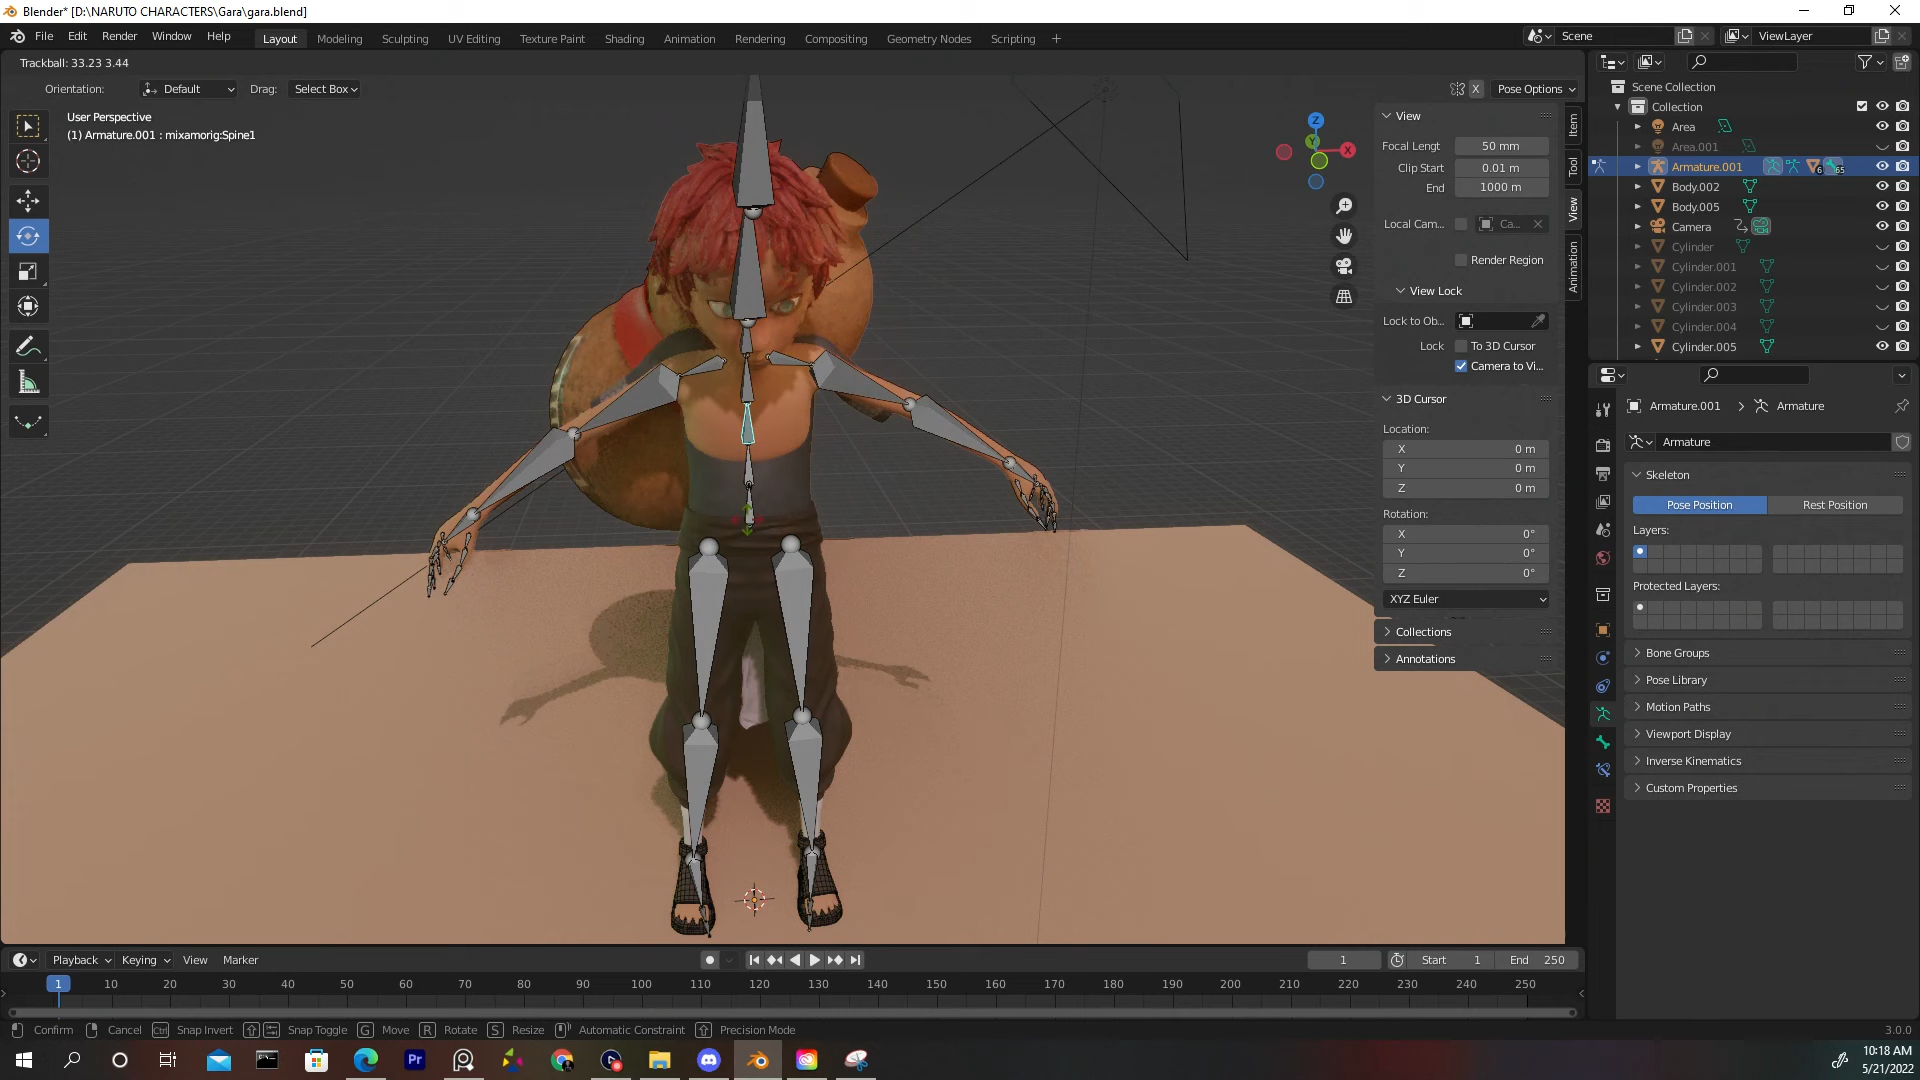 Blender* [D:\NARUTO CHARACTERS\Gara\gara.blend]
File Edit Render Window Help Layout Modeling Sculpting UV Editing Texture Paint Shading Animation Rendering Compositing Geometry Nodes Scripting + Scene ViewLayer
Trackball: 33.23 3.44
Orientation: Default Drag: Select Box X Pose Options
User Perspective
(1) Armature.001 : mixamorig:Spine1
Z
Y
X
View
Focal Lengt 50 mm
Clip Start 0.01 m
End 1000 m
Local Cam... Ca...
Render Region
View Lock
Lock to Ob...
Lock To 3D Cursor
Camera to Vi...
3D Cursor
Location:
X 0 m
Y 0 m
Z 0 m
Rotation:
X 0°
Y 0°
Z 0°
XYZ Euler
Collections
Annotations
Item
Tool
View
Animation
Scene Collection
Collection
Area
Area.001
Armature.001 6 65
Body.002
Body.005
Camera
Cylinder
Cylinder.001
Cylinder.002
Cylinder.003
Cylinder.004
Cylinder.005
Armature.001 > Armature
Armature
Skeleton
Pose Position Rest Position
Layers:
Protected Layers:
Bone Groups
Pose Library
Motion Paths
Viewport Display
Inverse Kinematics
Custom Properties
Playback Keying View Marker 1 Start 1 End 250
1 10 20 30 40 50 60 70 80 90 100 110 120 130 140 150 160 170 180 190 200 210 220 230 240 250
Confirm Cancel Ctrl Snap Invert Snap Toggle G Move R Rotate S Resize Automatic Constraint Precision Mode 3.0.0
Pr
10:18 AM
5/21/2022